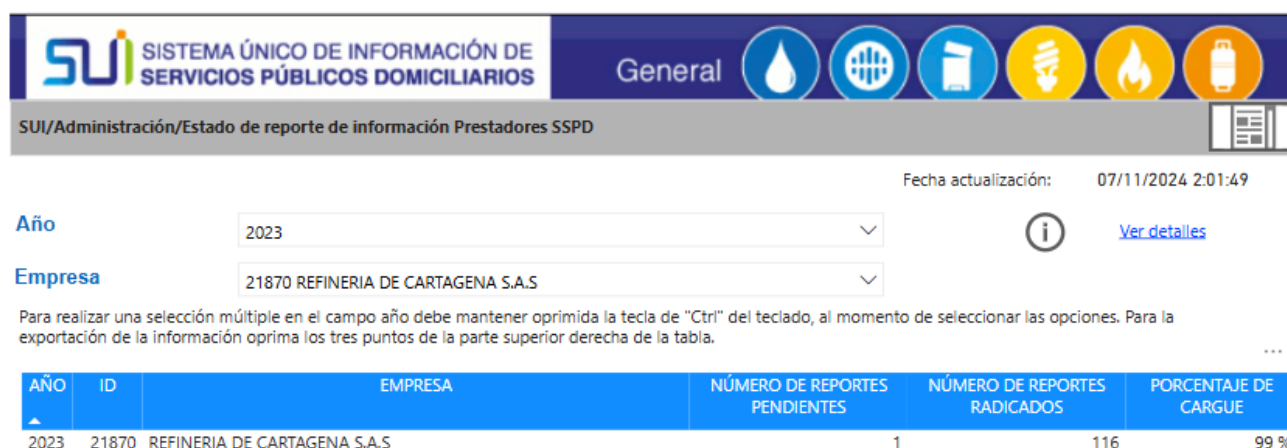 sui SISTEMA ÚNICO DE INFORMACIÓN DE
SERVICIOS PÚBLICOS DOMICILIARIOS
General
SUI/Administración/Estado de reporte de información Prestadores SSPD
Fecha actualización: 07/11/2024 2:01:49
Año 2023 Ver detalles
Empresa 21870 REFINERIA DE CARTAGENA S.A.S
Para realizar una selección múltiple en el campo año debe mantener oprimida la tecla de "Ctrl" del teclado, al momento de seleccionar las opciones. Para la
exportación de la información oprima los tres puntos de la parte superior derecha de la tabla.
AÑO ID EMPRESA NÚMERO DE REPORTES PENDIENTES NÚMERO DE REPORTES RADICADOS PORCENTAJE DE CARGUE
2023 21870 REFINERIA DE CARTAGENA S.A.S 1 116 99 %